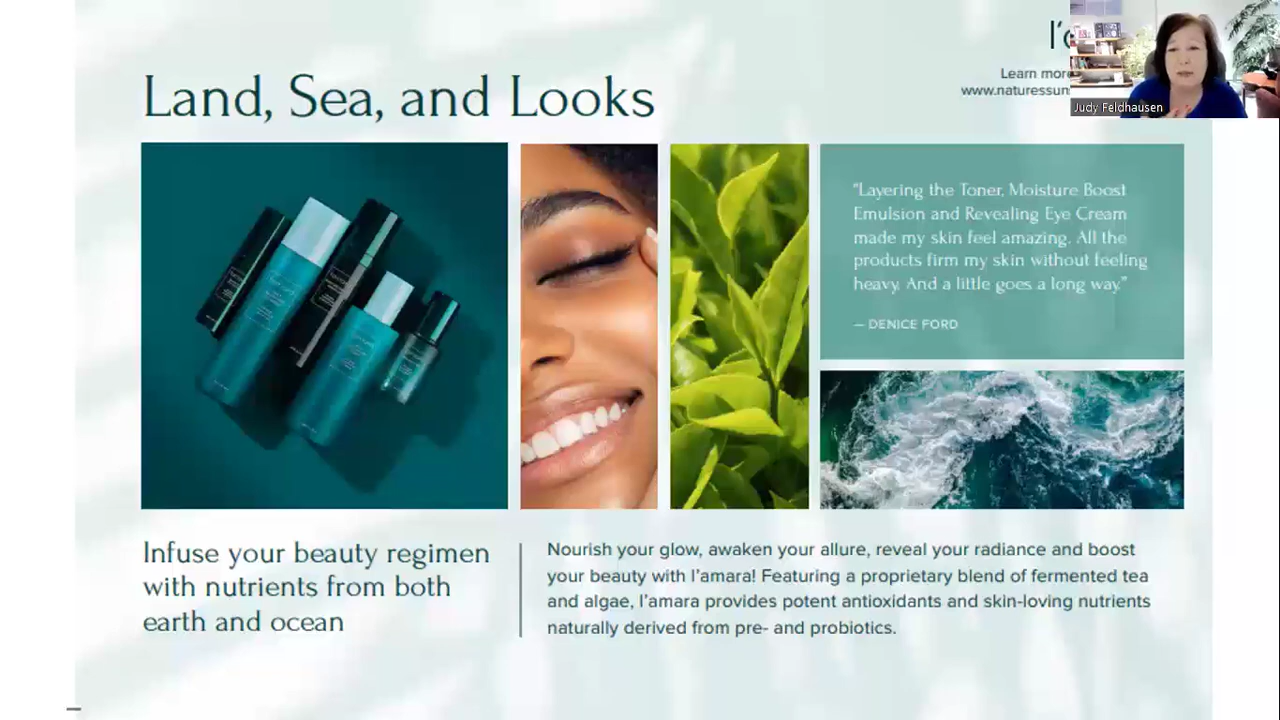 Land, Sea, and Looks
Learn more
www.naturessuns
Judy Feldhausen
"Layering the Toner, Moisture Boost
Emulsion and Revealing Eye Cream
made my skin feel amazing. All the
products firm my skin without feeling
heavy. And a little goes a long way."
— DENICE FORD
Infuse your beauty regimen
with nutrients from both
earth and ocean
Nourish your glow, awaken your allure, reveal your radiance and boost
your beauty with l'amara! Featuring a proprietary blend of fermented tea
and algae, l'amara provides potent antioxidants and skin-loving nutrients
naturally derived from pre- and probiotics.